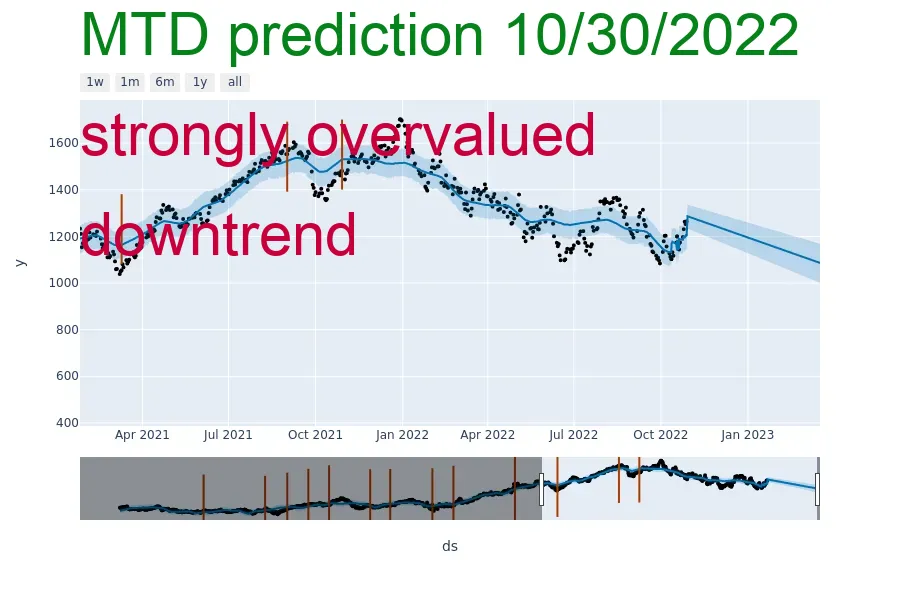 MTD prediction 10/30/2022
1w 1m 6m 1y all
strongly overvalued
downtrend
1600
1400
1200
1000
800
600
400
y
Apr 2021 Jul 2021 Oct 2021 Jan 2022 Apr 2022 Jul 2022 Oct 2022 Jan 2023
ds